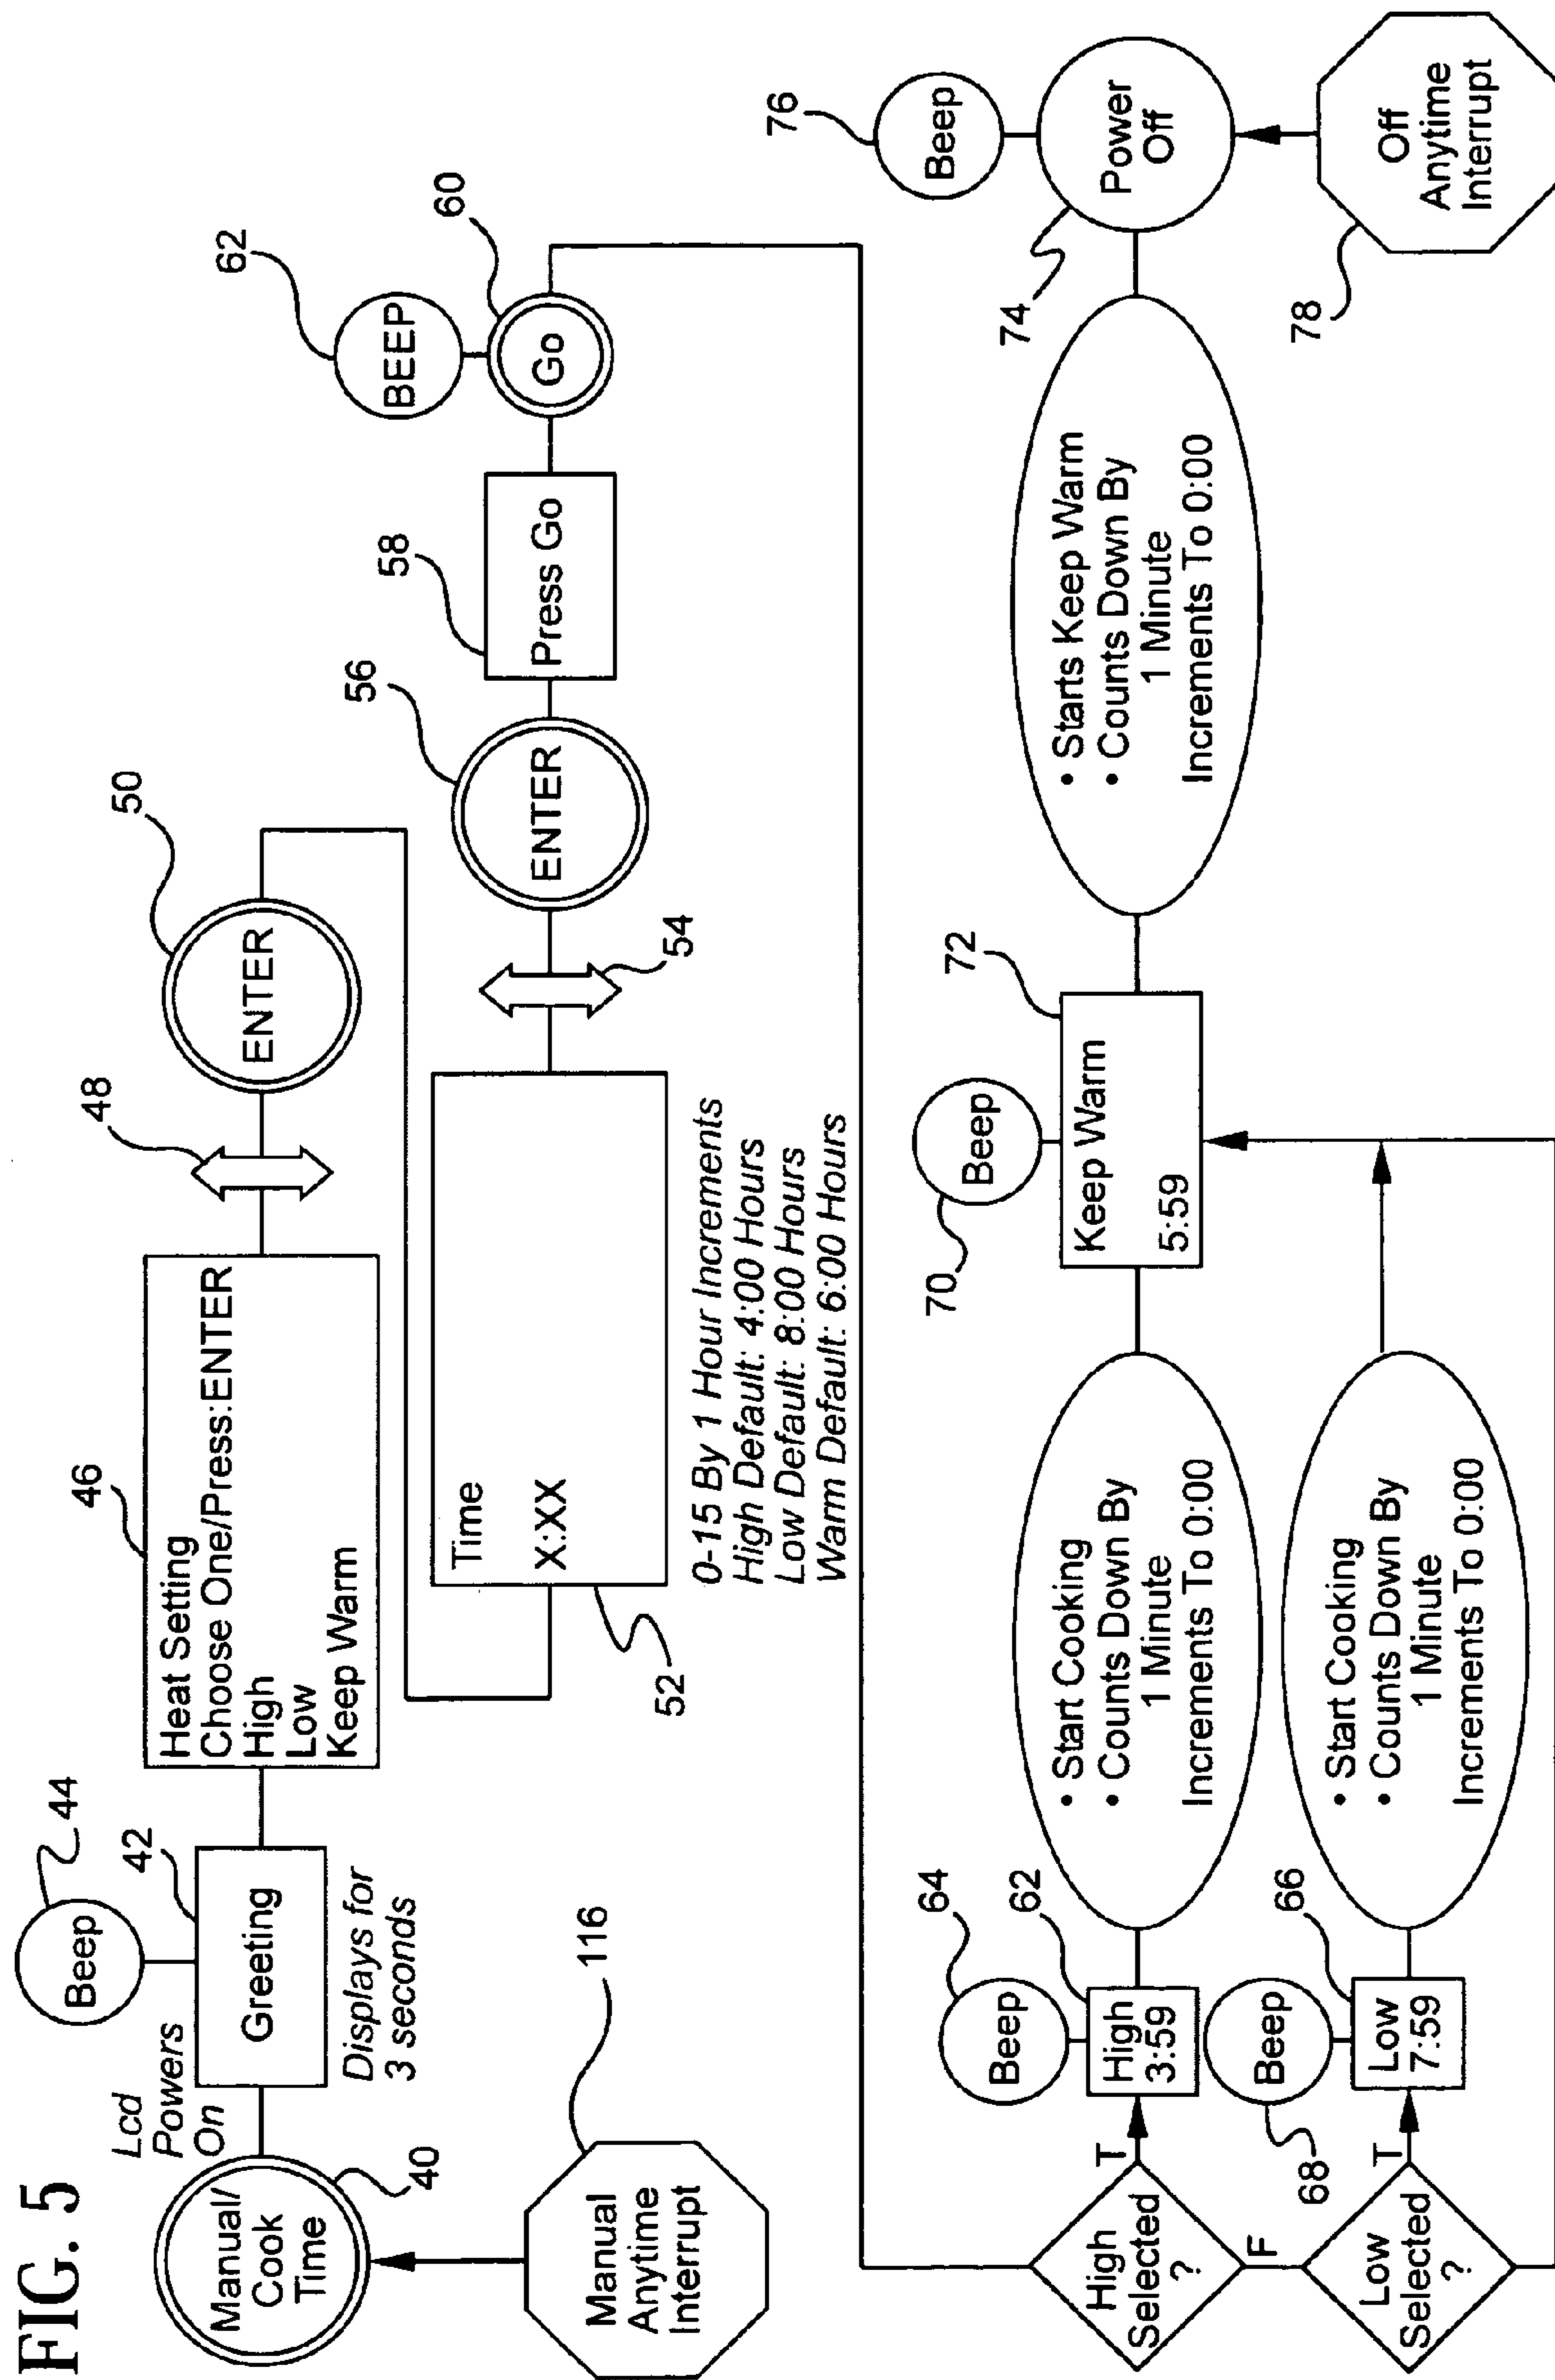 FIG. 5
Manual/
Cook
Time
40
Manual
Anytime
Interrupt
116
Lcd
Powers
On
Beep
44
Greeting
42
Displays for
3 seconds
Heat Setting
Choose One/Press:ENTER
High
Low
Keep Warm
46
48
ENTER
50
Time
X:XX
52
0-15 By 1 Hour Increments
High Default: 4:00 Hours
Low Default: 8:00 Hours
Warm Default: 6:00 Hours
54
ENTER
56
Press Go
58
Go
60
BEEP
62
High
Selected
?
T
F
Beep
64
High
3:59
62
• Start Cooking
• Counts Down By
1 Minute
Increments To 0:00
Low
Selected
?
T
Beep
68
Low
7:59
66
• Start Cooking
• Counts Down By
1 Minute
Increments To 0:00
Beep
70
Keep Warm
5:59
72
• Starts Keep Warm
• Counts Down By
1 Minute
Increments To 0:00
Power
Off
74
Beep
76
Off
Anytime
Interrupt
78